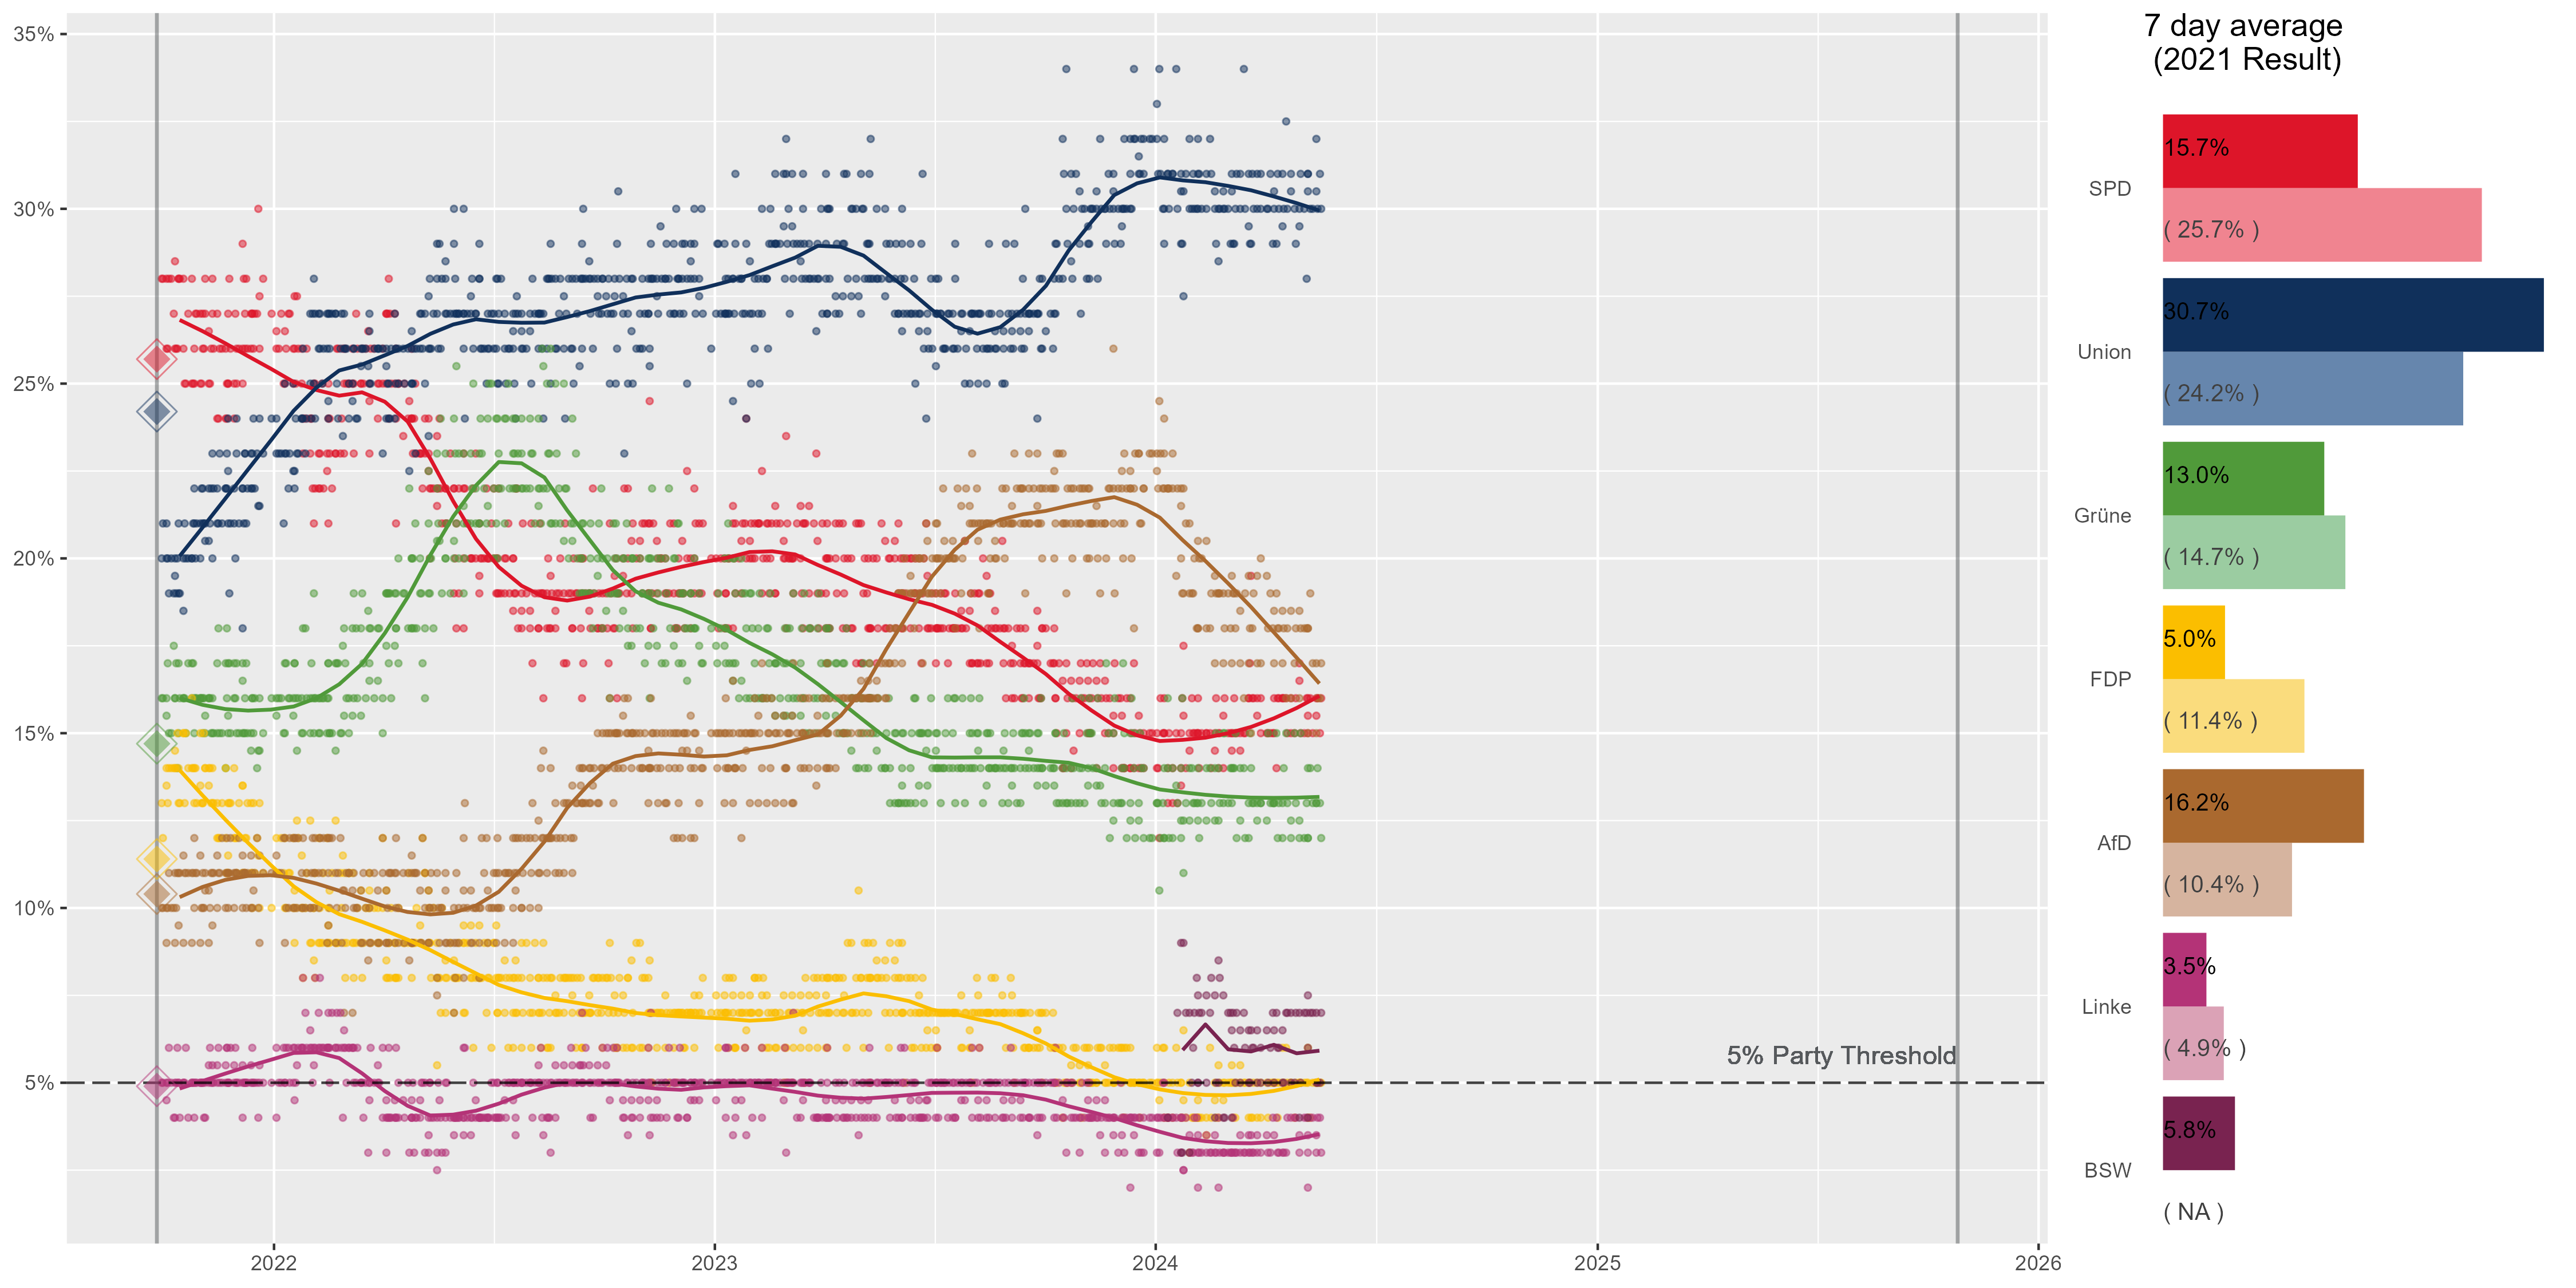 35%
30%
25%
20%
15%
10%
5%
5% Party Threshold
2022
2023
2024
2025
2026
7 day average
(2021 Result)
SPD
15.7%
( 25.7% )
Union
30.7%
( 24.2% )
Grüne
13.0%
( 14.7% )
FDP
5.0%
( 11.4% )
AfD
16.2%
( 10.4% )
Linke
3.5%
( 4.9% )
BSW
5.8%
( NA )